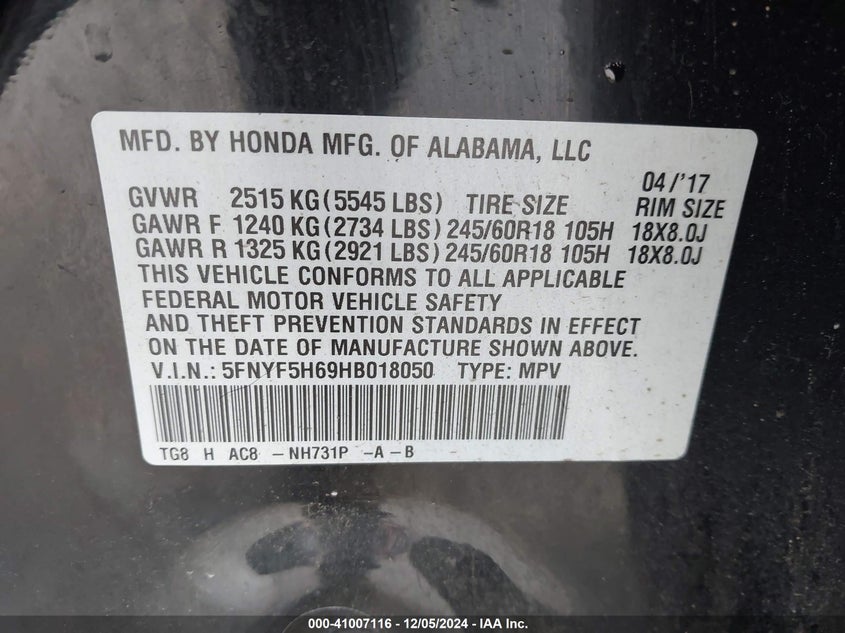 MFD. BY HONDA MFG. OF ALABAMA, LLC
04/'17
GVWR 2515 KG (5545 LBS) TIRE SIZE RIM SIZE
GAWR F 1240 KG (2734 LBS) 245/60R18 105H 18X8.0J
GAWR R 1325 KG (2921 LBS) 245/60R18 105H 18X8.0J
THIS VEHICLE CONFORMS TO ALL APPLICABLE
FEDERAL MOTOR VEHICLE SAFETY
AND THEFT PREVENTION STANDARDS IN EFFECT
ON THE DATE OF MANUFACTURE SHOWN ABOVE.
V.I.N.: 5FNYF5H69HB018050 TYPE: MPV
TG8 H AC8 - NH731P -A - B -
000-41007116 - 12/05/2024 - IAA Inc.